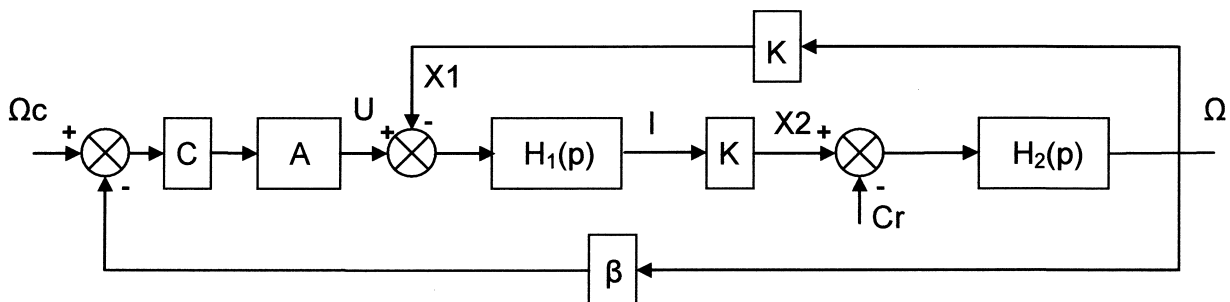 K
X1
Ωc
+
-
C
A
U
+
-
H₁(p)
I
K
X2
+
-
Cr
H₂(p)
Ω
β